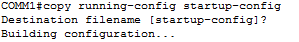 COMM1#copy running-config startup-config
Destination filename [startup-config]?
Building configuration...